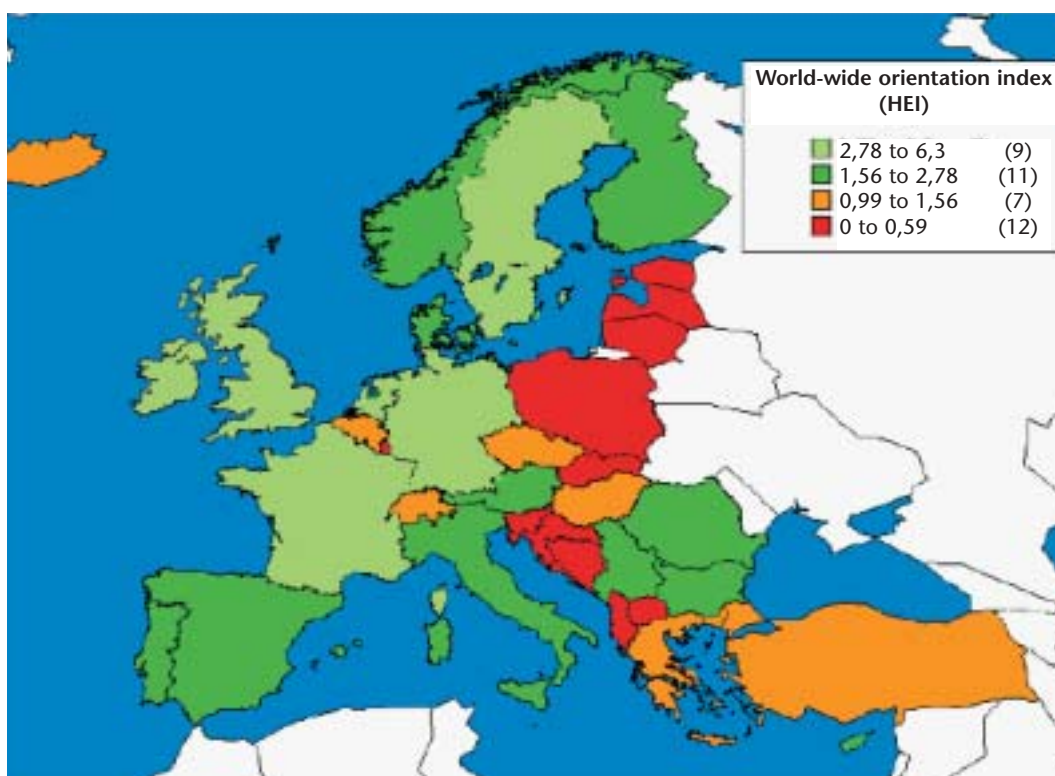 World-wide orientation index
(HEI)
2,78 to 6,3 (9)
1,56 to 2,78 (11)
0,99 to 1,56 (7)
0 to 0,59 (12)